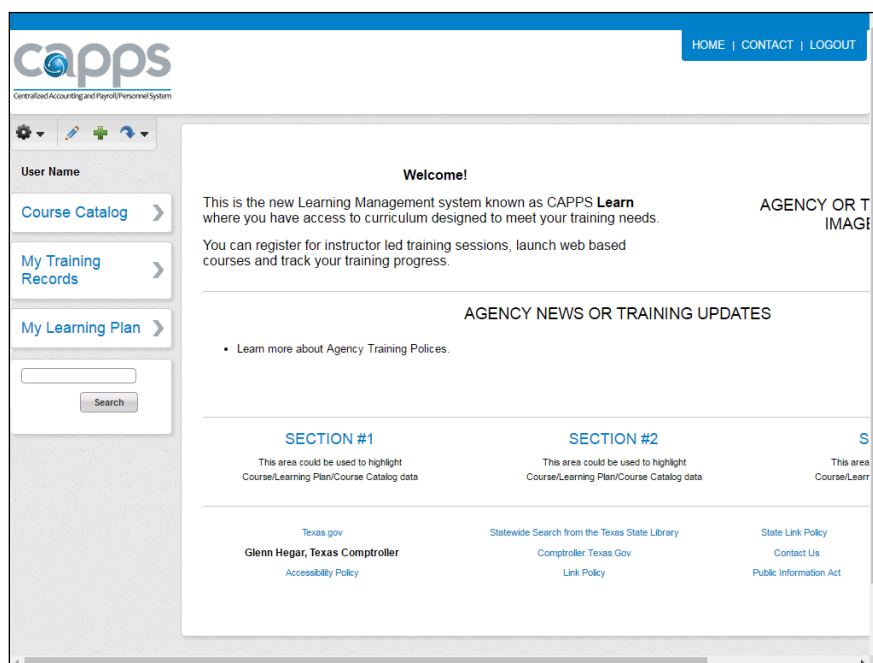 HOME | CONTACT | LOGOUT
capps
Centralized Accounting and Payroll/Personnel System
User Name
Course Catalog
My Training
Records
My Learning Plan
Search
Welcome!
This is the new Learning Management system known as CAPPS Learn
where you have access to curriculum designed to meet your training needs.
You can register for instructor led training sessions, launch web based
courses and track your training progress.
AGENCY OR T
IMAGE
AGENCY NEWS OR TRAINING UPDATES
• Learn more about Agency Training Polices.
SECTION #1
This area could be used to highlight
Course/Learning Plan/Course Catalog data
SECTION #2
This area could be used to highlight
Course/Learning Plan/Course Catalog data
S
This area
Course/Learn
Texas.gov
Statewide Search from the Texas State Library
State Link Policy
Glenn Hegar, Texas Comptroller
Comptroller.Texas.Gov
Contact Us
Accessibility Policy
Link Policy
Public Information Act